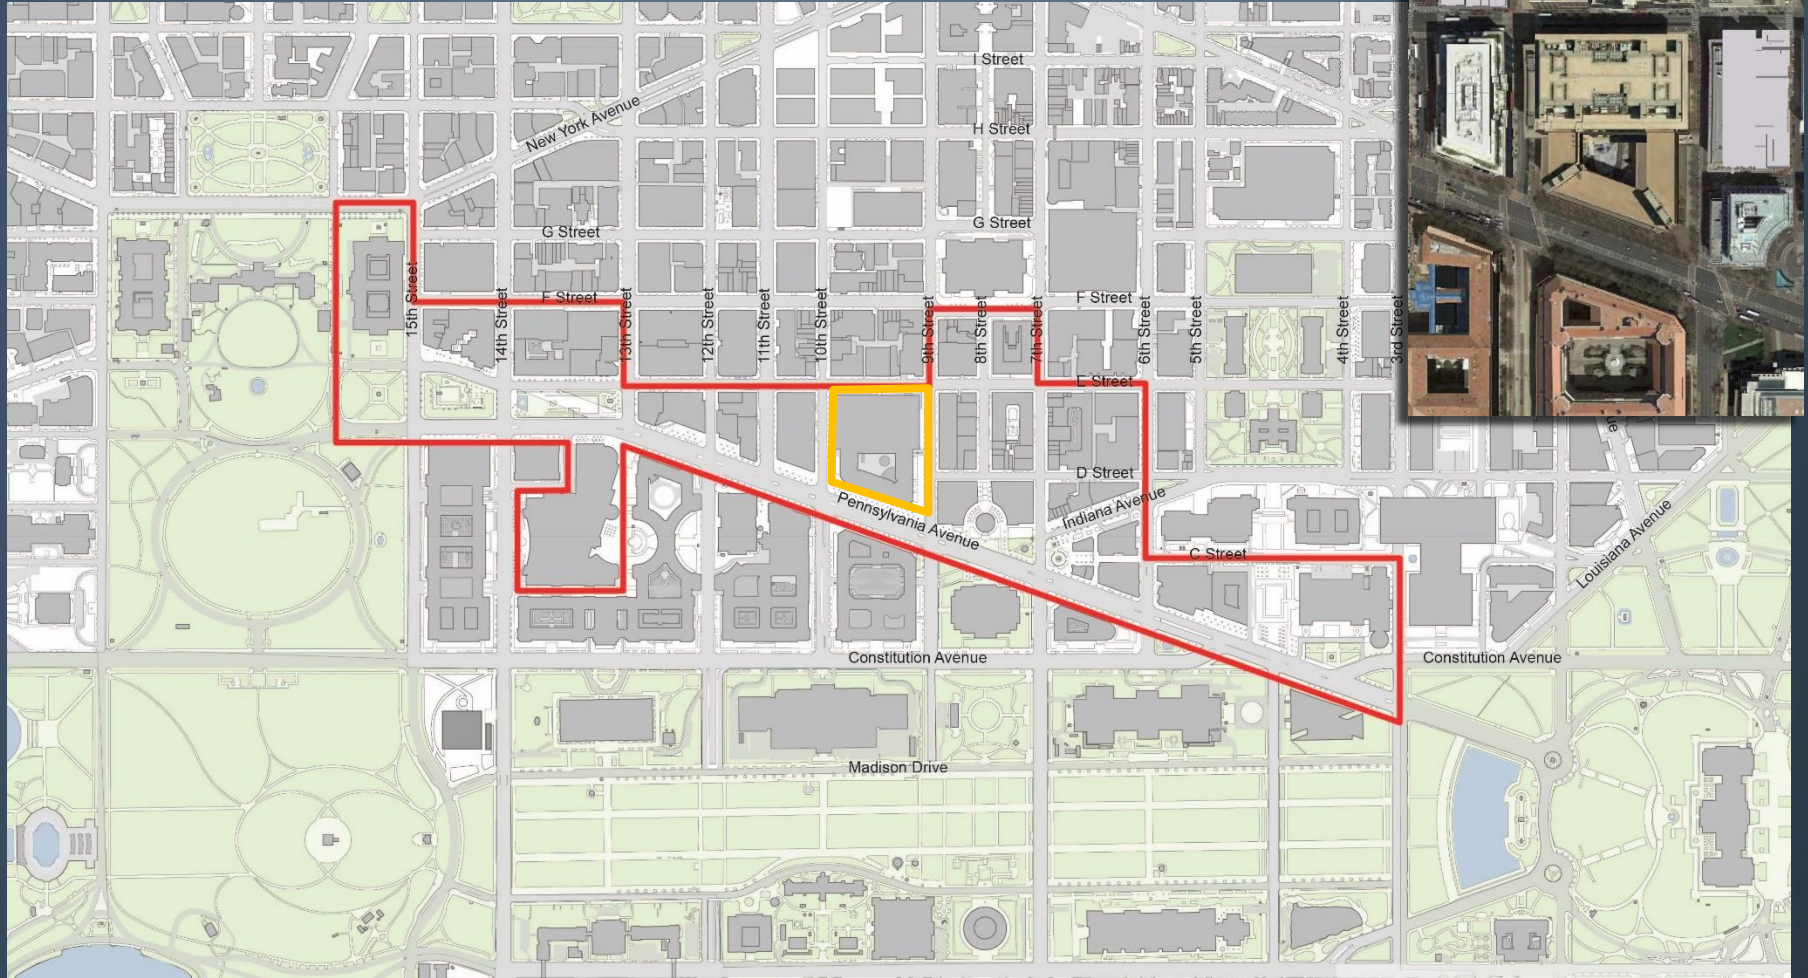 I Street
New York Avenue
H Street
G Street
G Street
15th Street
F Street
14th Street
13th Street
12th Street
11th Street
10th Street
9th Street
8th Street
7th Street
F Street
6th Street
5th Street
4th Street
3rd Street
E Street
D Street
Indiana Avenue
Pennsylvania Avenue
C Street
Louisiana Avenue
Constitution Avenue
Constitution Avenue
Madison Drive